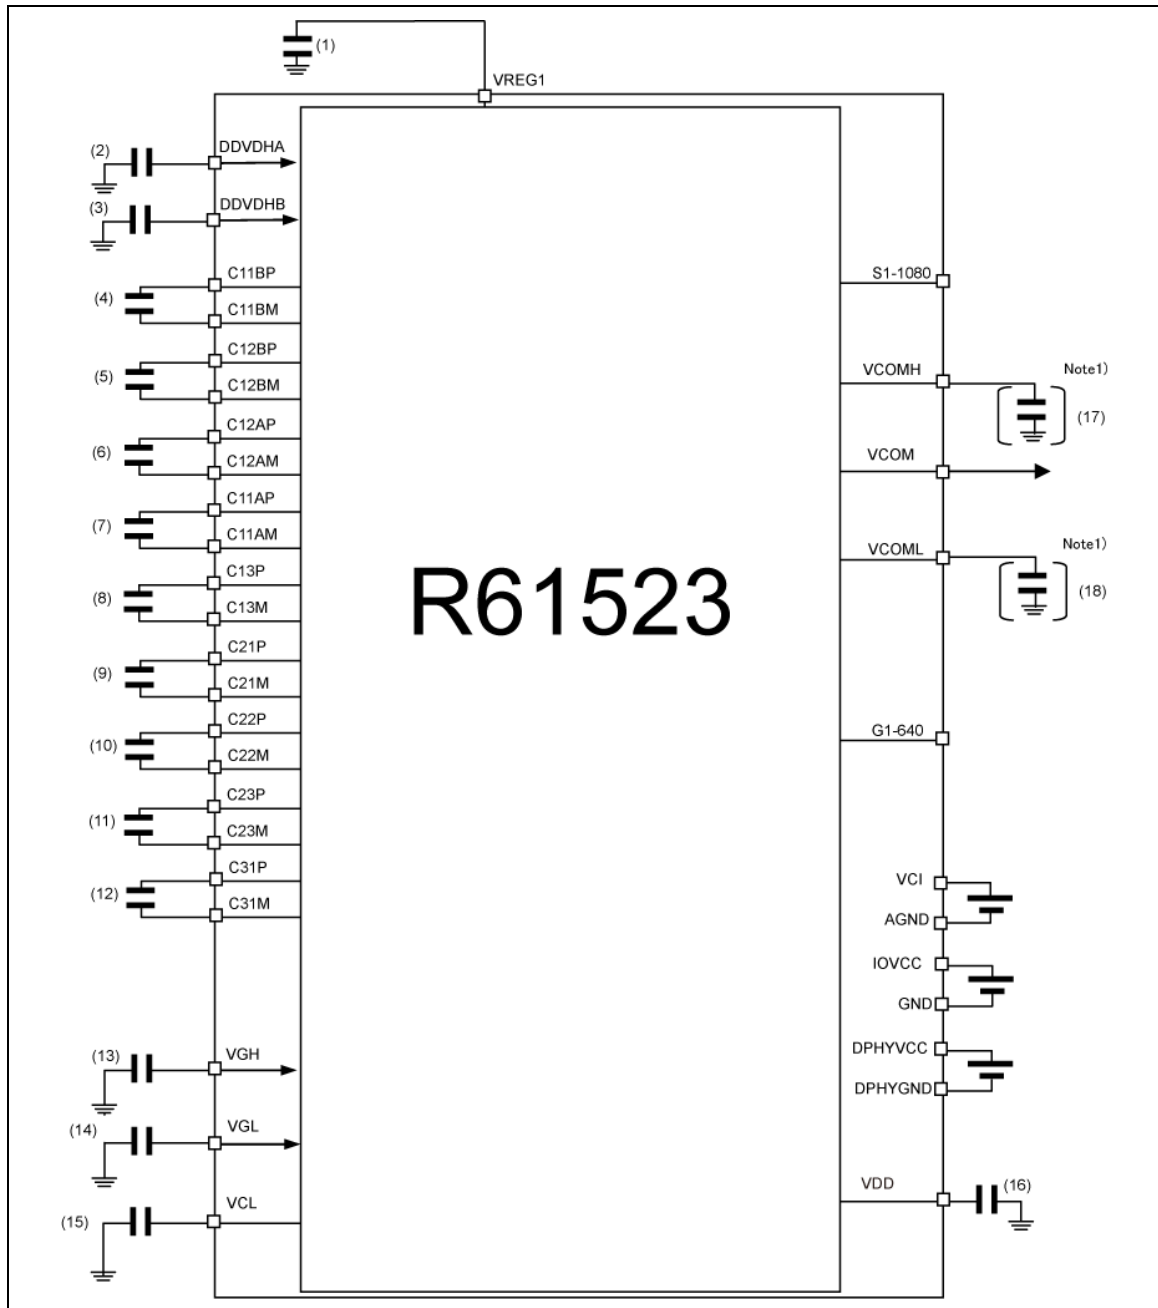 (1)
VREG1
(2)
DDVDHA
(3)
DDVDHB
(4)
C11BP
C11BM
(5)
C12BP
C12BM
(6)
C12AP
C12AM
(7)
C11AP
C11AM
(8)
C13P
C13M
(9)
C21P
C21M
(10)
C22P
C22M
(11)
C23P
C23M
(12)
C31P
C31M
(13)
VGH
(14)
VGL
(15)
VCL
R61523
S1-1080
VCOMH
Note1)
(17)
VCOM
VCOML
Note1)
(18)
G1-640
VCI
AGND
IOVCC
GND
DPHYVCC
DPHYGND
VDD
(16)